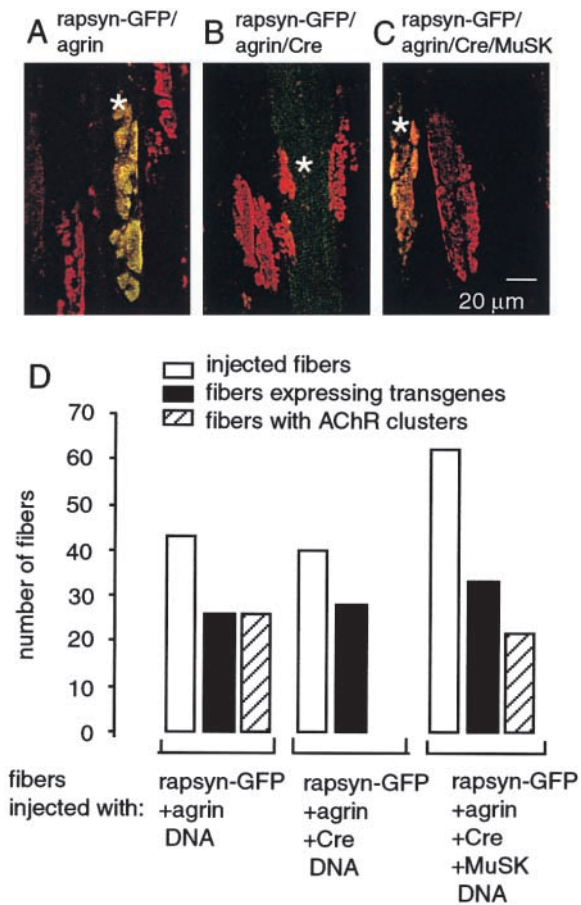 A rapsyn-GFP/
agrin
B rapsyn-GFP/
agrin/Cre
C rapsyn-GFP/
agrin/Cre/MuSK
*
*
*
20 μm
D
injected fibers
fibers expressing transgenes
fibers with AChR clusters
number of fibers
70
60
50
40
30
20
10
0
fibers
injected with:
rapsyn-GFP
+agrin
DNA
rapsyn-GFP
+agrin
+Cre
DNA
rapsyn-GFP
+agrin
+Cre
+MuSK
DNA